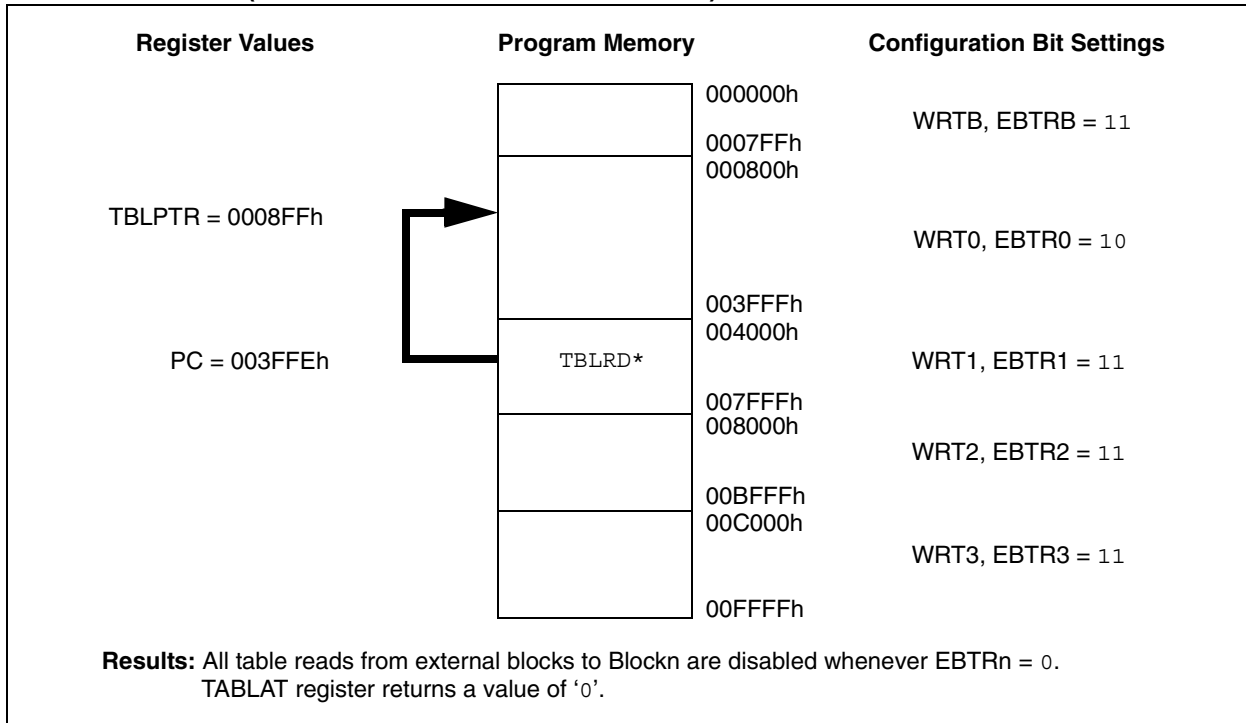 Register Values
Program Memory
Configuration Bit Settings
000000h
WRTB, EBTRB = 11
0007FFh
000800h
TBLPTR = 0008FFh
WRT0, EBTR0 = 10
003FFFh
004000h
PC = 003FFEh
TBLRD*
WRT1, EBTR1 = 11
007FFFh
008000h
WRT2, EBTR2 = 11
00BFFFh
00C000h
WRT3, EBTR3 = 11
00FFFFh
Results: All table reads from external blocks to Blockn are disabled whenever EBTRn = 0.
TABLAT register returns a value of ‘0’.